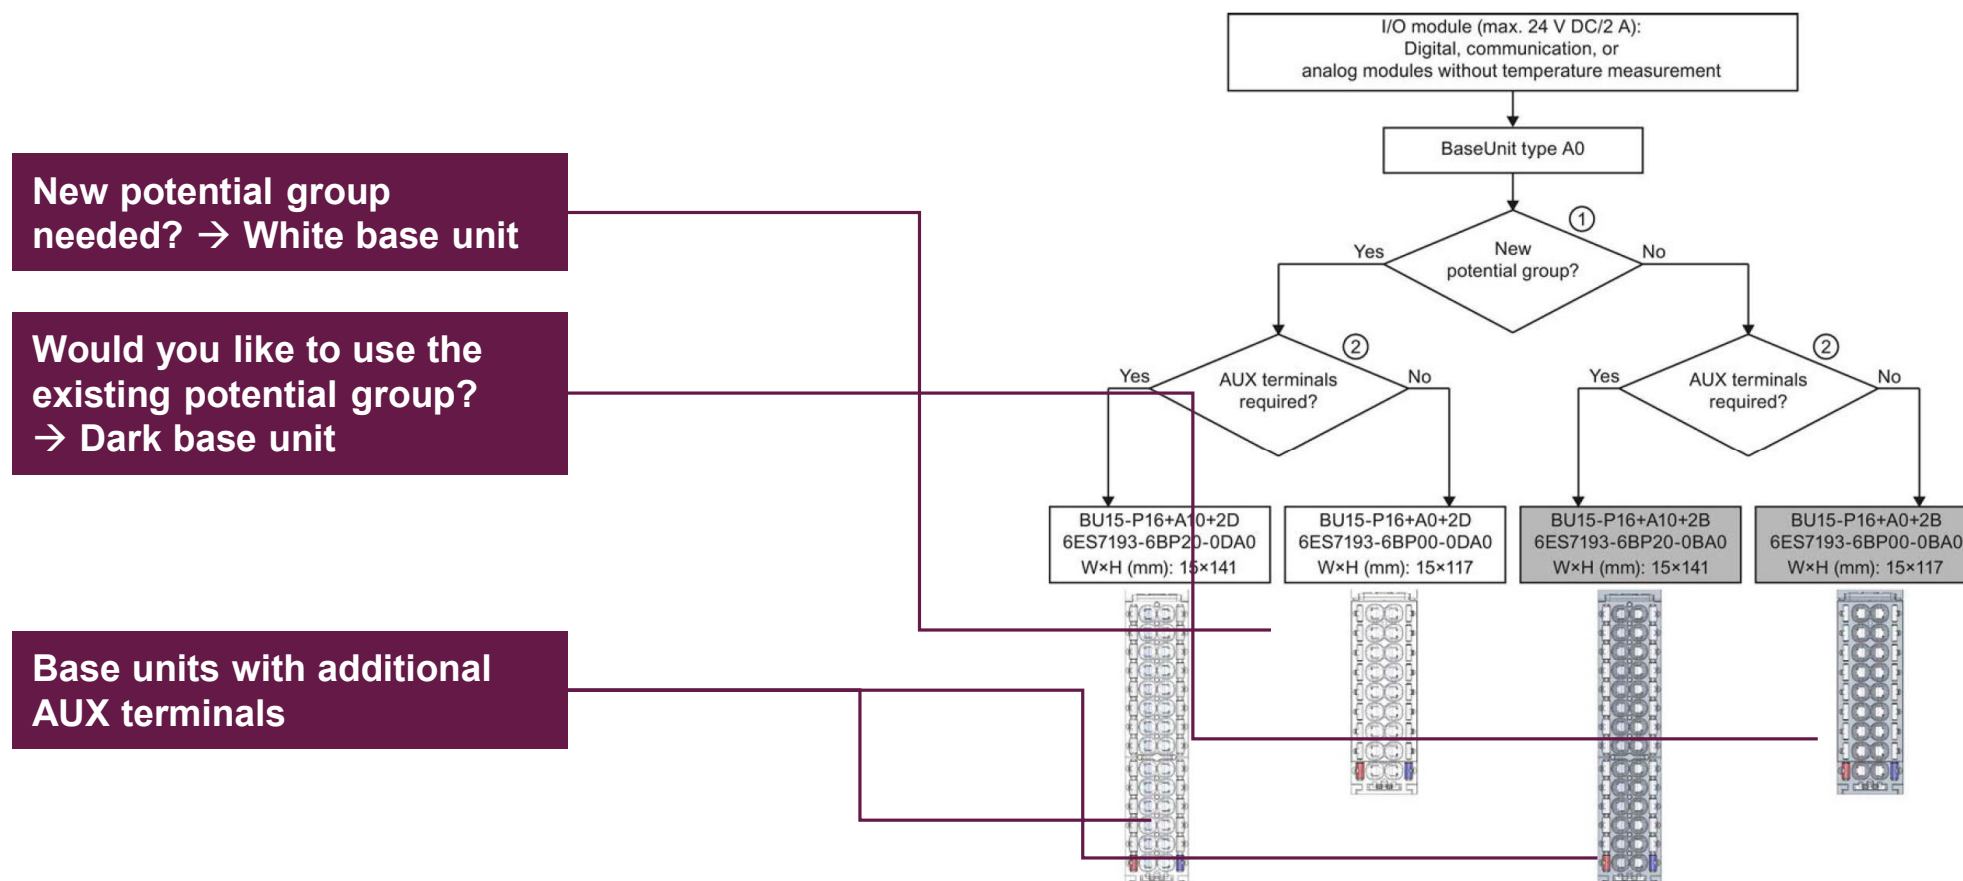 New potential group
needed? → White base unit
Would you like to use the
existing potential group?
→ Dark base unit
Base units with additional
AUX terminals
I/O module (max. 24 V DC/2 A):
Digital, communication, or
analog modules without temperature measurement
BaseUnit type A0
①
Yes
New
potential group?
No
②
Yes
AUX terminals
required?
No
②
Yes
AUX terminals
required?
No
BU15-P16+A10+2D
6ES7193-6BP20-0DA0
W×H (mm): 15×141
BU15-P16+A0+2D
6ES7193-6BP00-0DA0
W×H (mm): 15×117
BU15-P16+A10+2B
6ES7193-6BP20-0BA0
W×H (mm): 15×141
BU15-P16+A0+2B
6ES7193-6BP00-0BA0
W×H (mm): 15×117